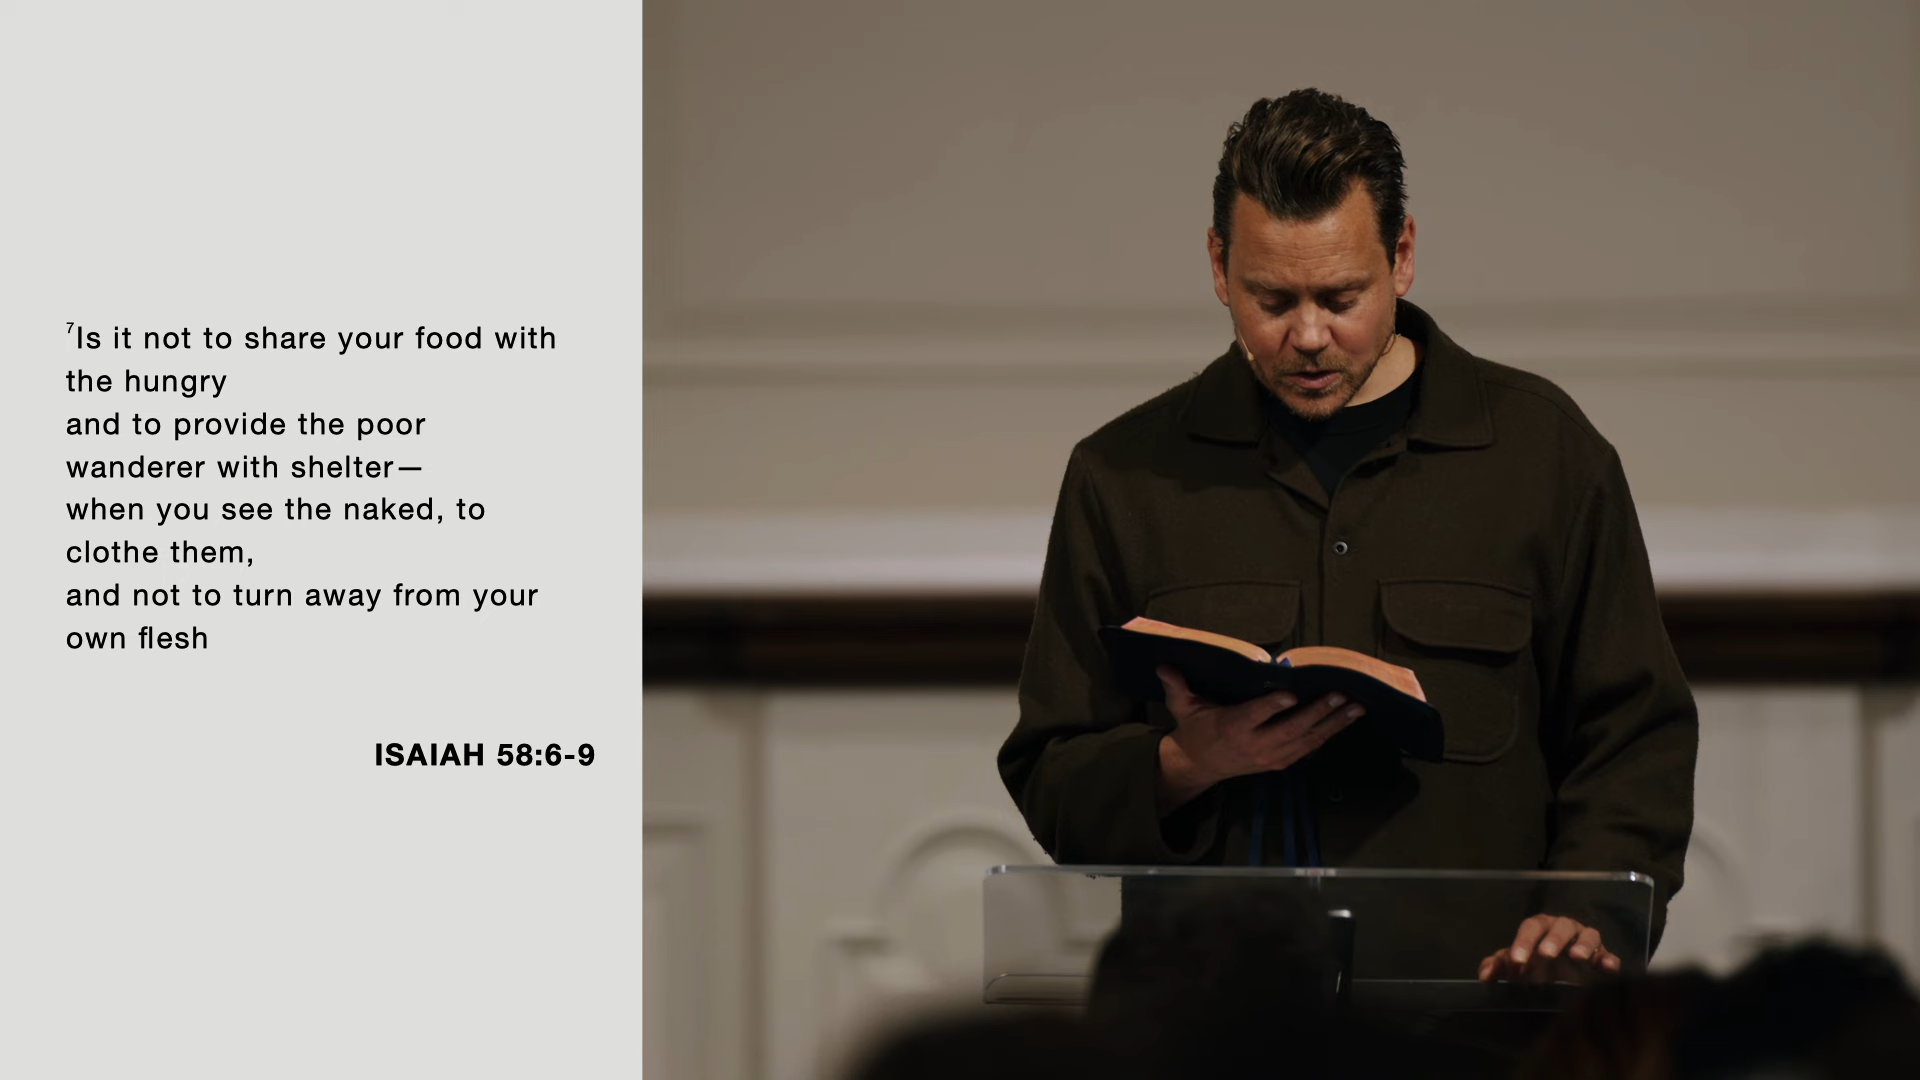 ⁷Is it not to share your food with
the hungry
and to provide the poor
wanderer with shelter—
when you see the naked, to
clothe them,
and not to turn away from your
own flesh
ISAIAH 58:6-9